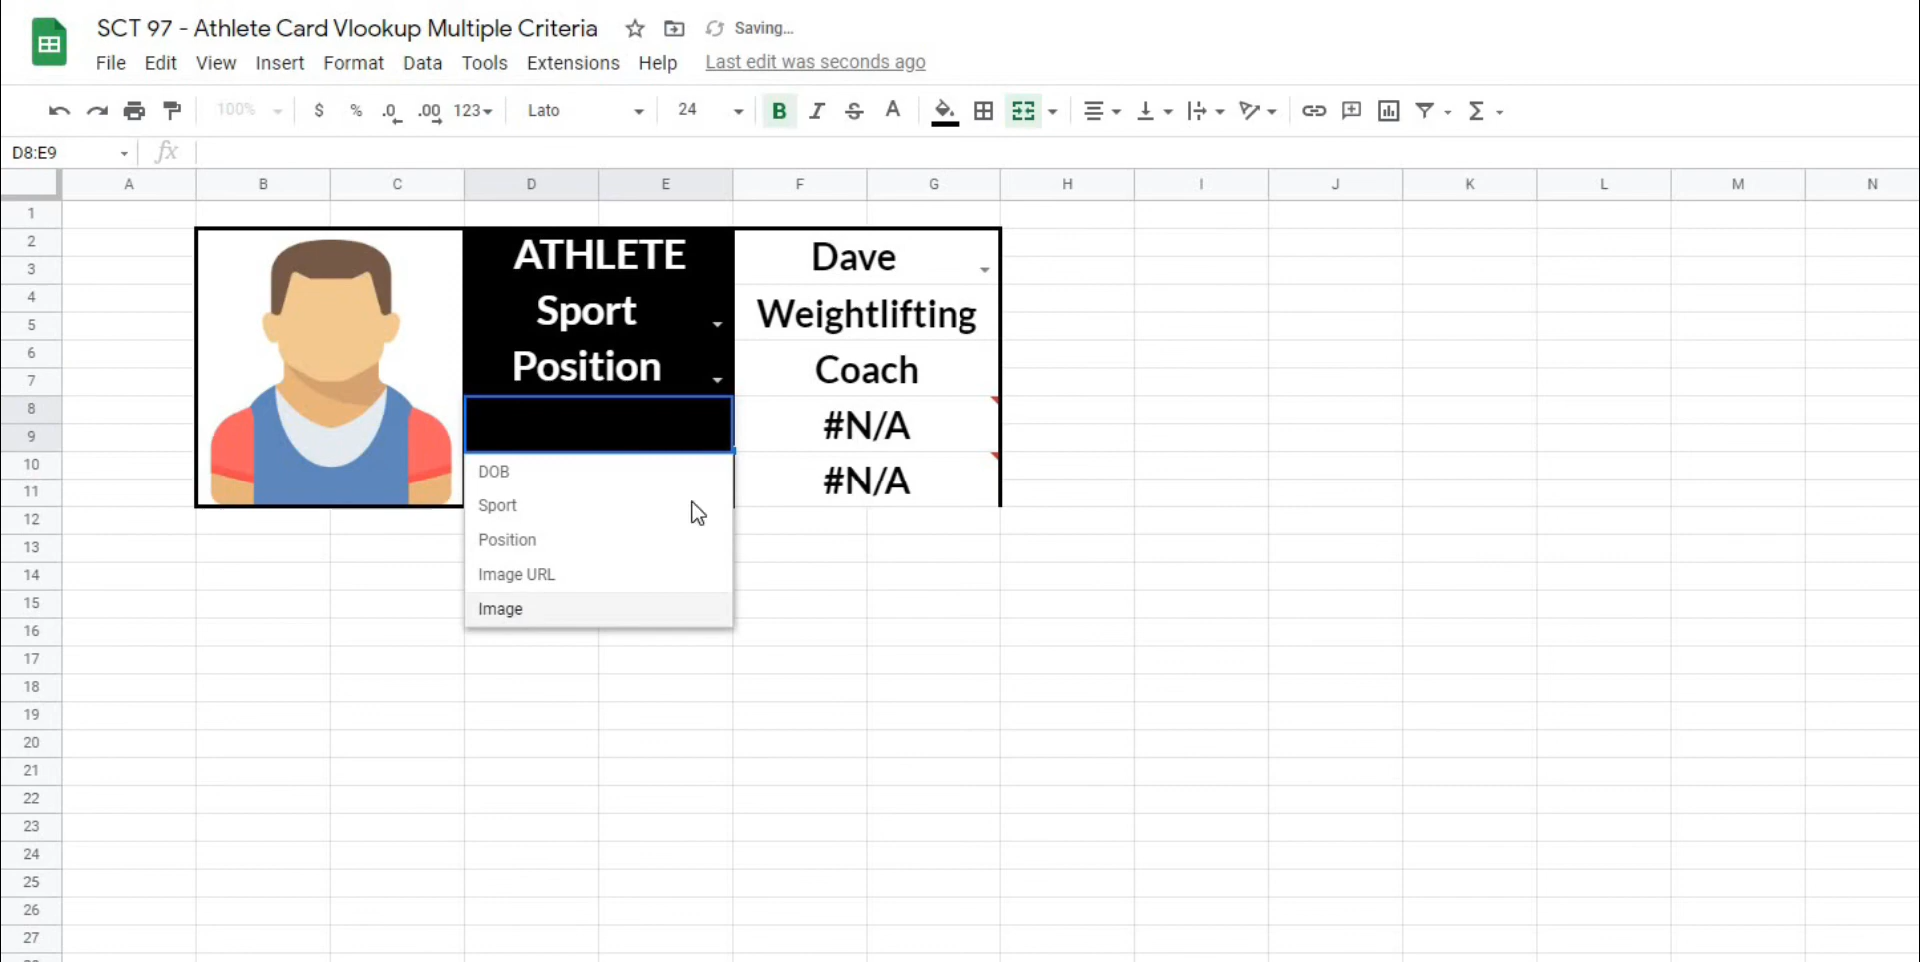 SCT 97 - Athlete Card Vlookup Multiple Criteria Saving...
File Edit View Insert Format Data Tools Extensions Help Last edit was seconds ago
100% $ % .0 .00 123 Lato 24 B I S A Σ
D8:E9 fx
A B C D E F G H I J K L M N
1
2
3
4
5
6
7
8
9
10
11
12
13
14
15
16
17
18
19
20
21
22
23
24
25
26
27
ATHLETE Dave
Sport Weightlifting
Position Coach
#N/A
#N/A
DOB
Sport
Position
Image URL
Image